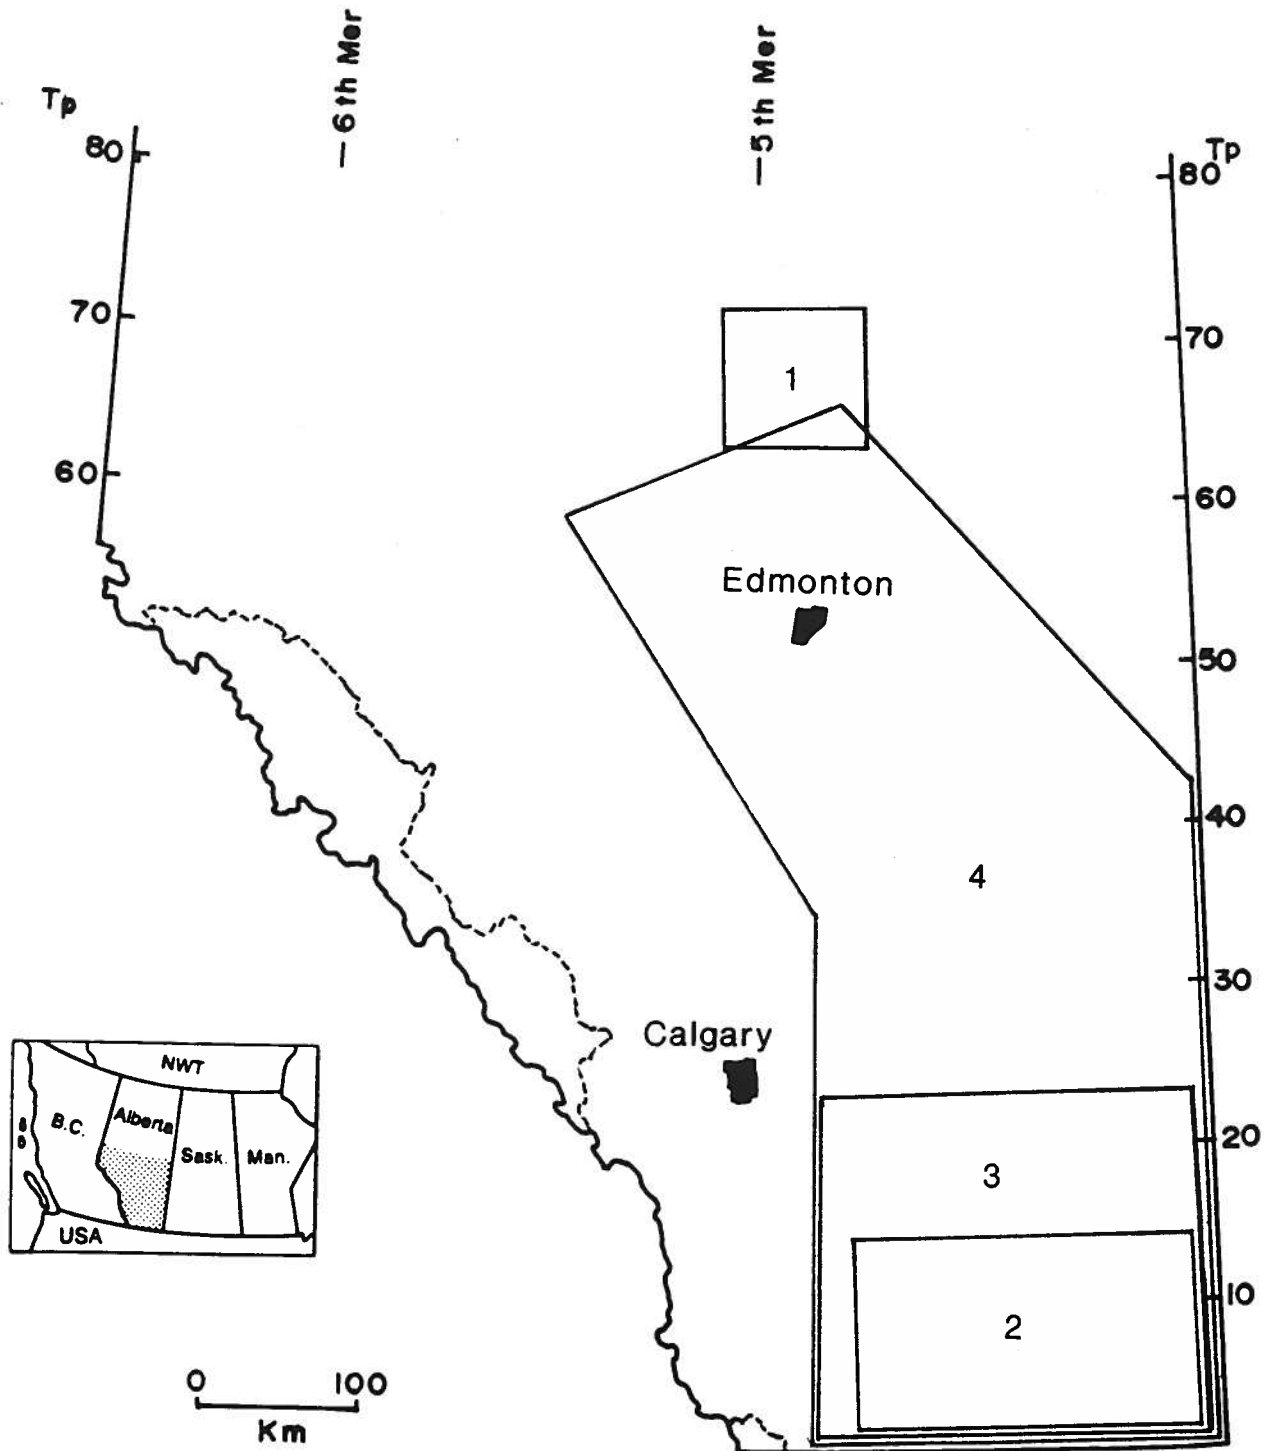 —6th Mer
—5th Mer
Tp
80
70
60
Tp
80
70
60
50
40
30
20
10
1
Edmonton
4
Calgary
3
2
NWT
B.C.
Alberta
Sask.
Man.
USA
0 100
Km